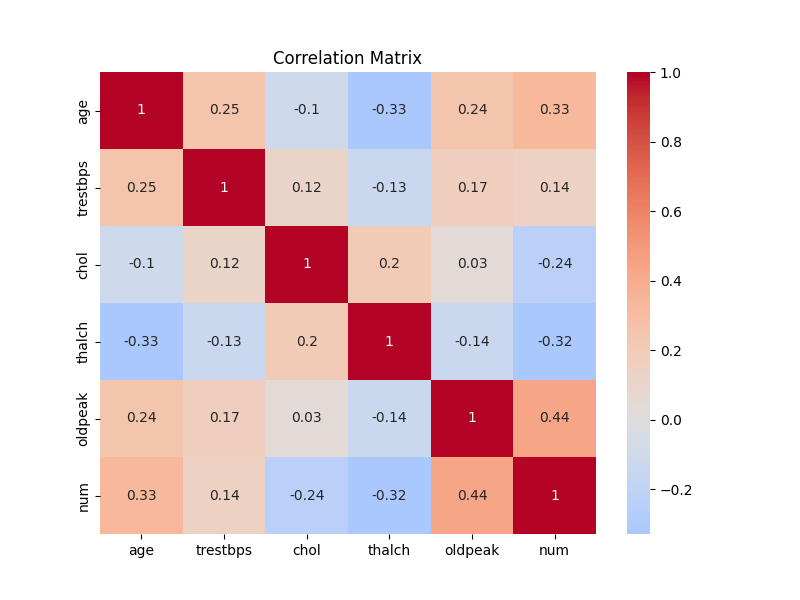 Correlation Matrix
age 1 0.25 -0.1 -0.33 0.24 0.33
trestbps 0.25 1 0.12 -0.13 0.17 0.14
chol -0.1 0.12 1 0.2 0.03 -0.24
thalch -0.33 -0.13 0.2 1 -0.14 -0.32
oldpeak 0.24 0.17 0.03 -0.14 1 0.44
num 0.33 0.14 -0.24 -0.32 0.44 1
age trestbps chol thalch oldpeak num
1.0
0.8
0.6
0.4
0.2
0.0
−0.2